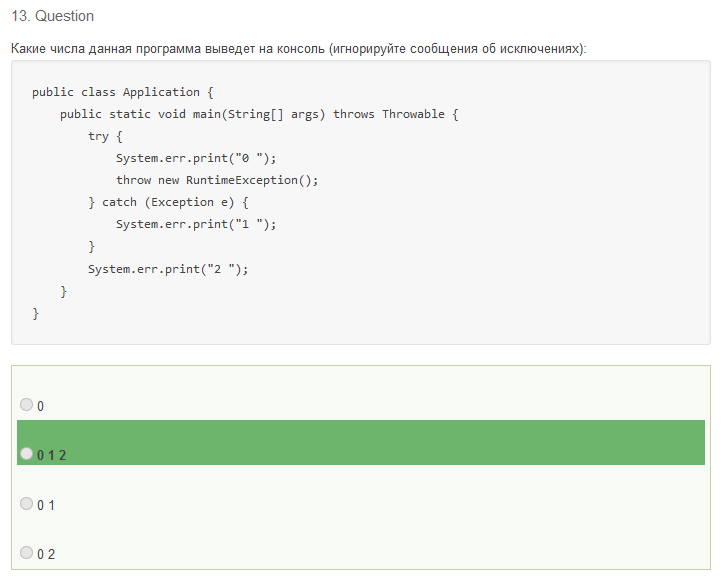 13. Question
Какие числа данная программа выведет на консоль (игнорируйте сообщения об исключениях):
public class Application {
    public static void main(String[] args) throws Throwable {
        try {
            System.err.print("0 ");
            throw new RuntimeException();
        } catch (Exception e) {
            System.err.print("1 ");
        }
        System.err.print("2 ");
    }
}
0
0 1 2
0 1
0 2